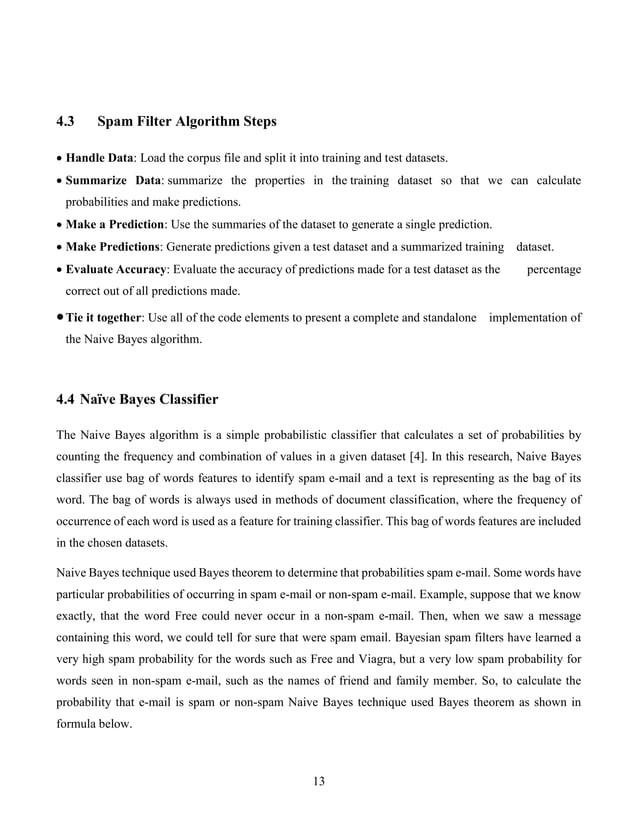 4.3 Spam Filter Algorithm Steps
• Handle Data: Load the corpus file and split it into training and test datasets.
• Summarize Data: summarize the properties in the training dataset so that we can calculate
probabilities and make predictions.
• Make a Prediction: Use the summaries of the dataset to generate a single prediction.
• Make Predictions: Generate predictions given a test dataset and a summarized training dataset.
• Evaluate Accuracy: Evaluate the accuracy of predictions made for a test dataset as the percentage
correct out of all predictions made.
• Tie it together: Use all of the code elements to present a complete and standalone implementation of
the Naive Bayes algorithm.
4.4 Naïve Bayes Classifier
The Naive Bayes algorithm is a simple probabilistic classifier that calculates a set of probabilities by
counting the frequency and combination of values in a given dataset [4]. In this research, Naive Bayes
classifier use bag of words features to identify spam e-mail and a text is representing as the bag of its
word. The bag of words is always used in methods of document classification, where the frequency of
occurrence of each word is used as a feature for training classifier. This bag of words features are included
in the chosen datasets.
Naive Bayes technique used Bayes theorem to determine that probabilities spam e-mail. Some words have
particular probabilities of occurring in spam e-mail or non-spam e-mail. Example, suppose that we know
exactly, that the word Free could never occur in a non-spam e-mail. Then, when we saw a message
containing this word, we could tell for sure that were spam email. Bayesian spam filters have learned a
very high spam probability for the words such as Free and Viagra, but a very low spam probability for
words seen in non-spam e-mail, such as the names of friend and family member. So, to calculate the
probability that e-mail is spam or non-spam Naive Bayes technique used Bayes theorem as shown in
formula below.
13